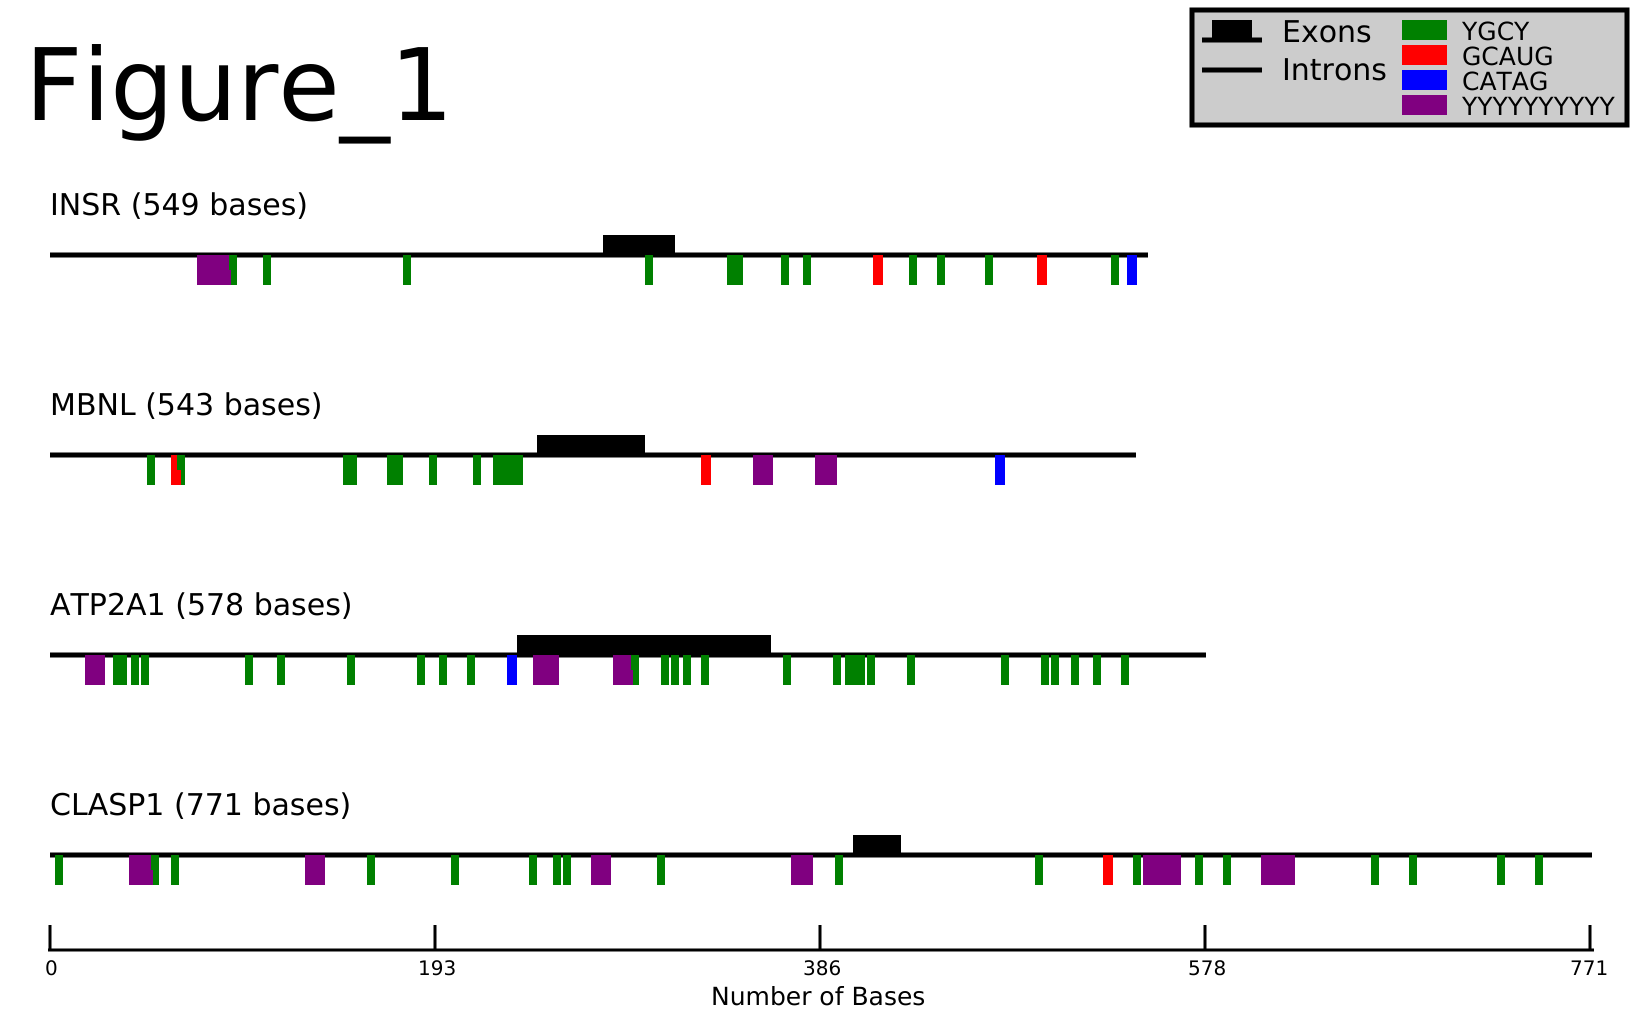 Figure_1
Exons
Introns
YGCY
GCAUG
CATAG
YYYYYYYYYY
INSR (549 bases)
MBNL (543 bases)
ATP2A1 (578 bases)
CLASP1 (771 bases)
0 193 386 578 771
Number of Bases